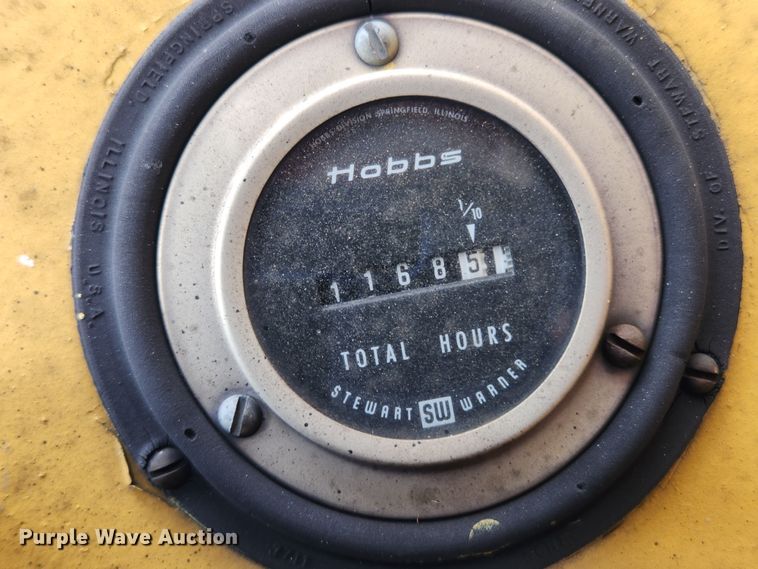 SPRINGFIELD, ILLINOIS U.S.A.
DIV. OF STEWART WARNER
HOBBS DIVISION SPRINGFIELD, ILLINOIS
Hobbs
1/10
1 1 6 8 5
TOTAL HOURS
STEWART SW WARNER
Purple Wave Auction